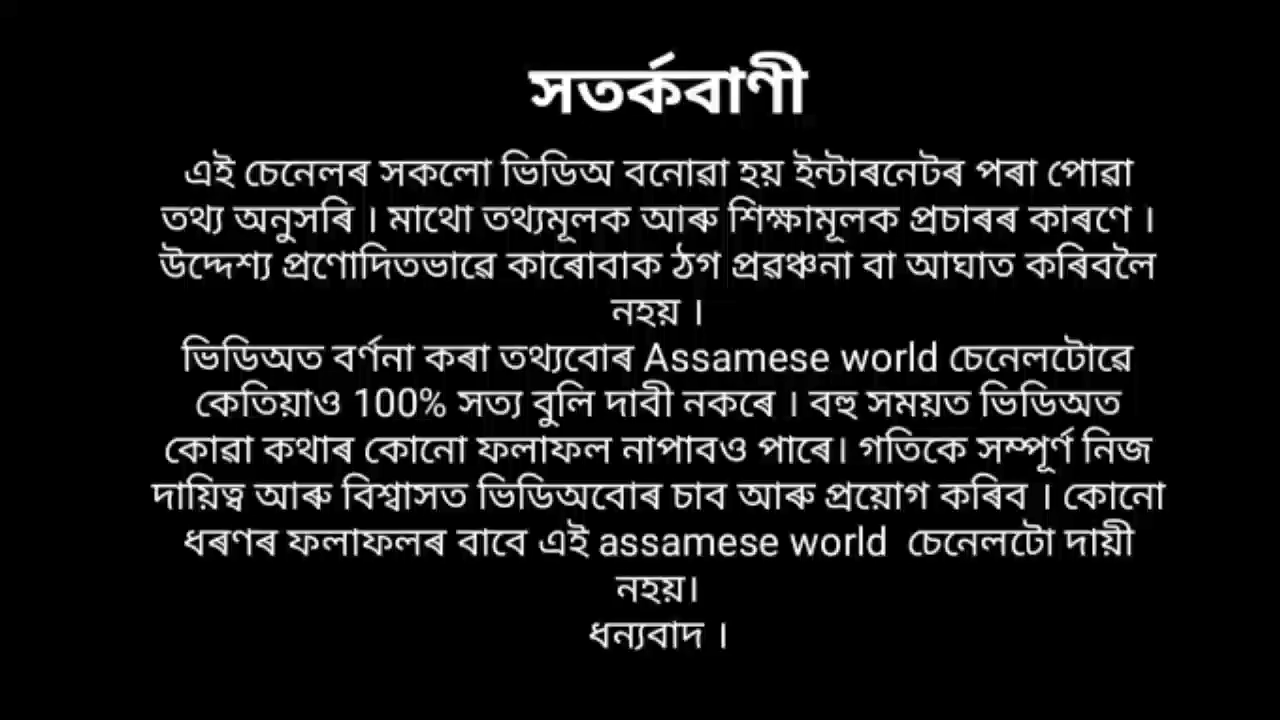 সতৰ্কবাণী
এই চেনেলৰ সকলো ভিডিঅ বনোৱা হয় ইন্টাৰনেটৰ পৰা পোৱা
তথ্য অনুসৰি । মাথো তথ্যমূলক আৰু শিক্ষামূলক প্ৰচাৰৰ কাৰণে ।
উদ্দেশ্য প্ৰণোদিতভাৱে কাৰোবাক ঠগ প্ৰৱঞ্চনা বা আঘাত কৰিবলৈ
নহয় ।
ভিডিঅত বৰ্ণনা কৰা তথ্যবোৰ Assamese world চেনেলটোৱে
কেতিয়াও 100% সত্য বুলি দাবী নকৰে । বহু সময়ত ভিডিঅত
কোৱা কথাৰ কোনো ফলাফল নাপাবও পাৰে। গতিকে সম্পূৰ্ণ নিজ
দায়িত্ব আৰু বিশ্বাসত ভিডিঅবোৰ চাব আৰু প্ৰয়োগ কৰিব । কোনো
ধৰণৰ ফলাফলৰ বাবে এই assamese world চেনেলটো দায়ী
নহয়।
ধন্যবাদ ।